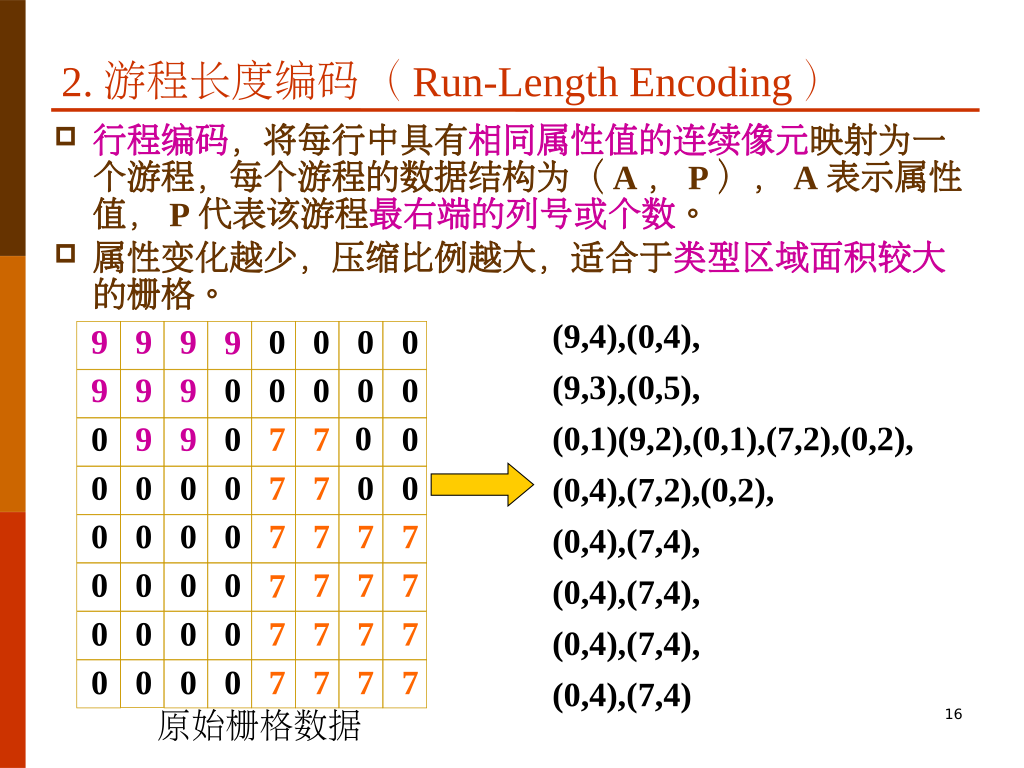 2. 游程长度编码（Run-Length Encoding）
行程编码，将每行中具有相同属性值的连续像元映射为一
个游程，每个游程的数据结构为（A，P），A表示属性
值，P代表该游程最右端的列号或个数。
属性变化越少，压缩比例越大，适合于类型区域面积较大
的栅格。
9 9 9 9 0 0 0 0
9 9 9 0 0 0 0 0
0 9 9 0 7 7 0 0
0 0 0 0 7 7 0 0
0 0 0 0 7 7 7 7
0 0 0 0 7 7 7 7
0 0 0 0 7 7 7 7
0 0 0 0 7 7 7 7
原始栅格数据
(9,4),(0,4),
(9,3),(0,5),
(0,1)(9,2),(0,1),(7,2),(0,2),
(0,4),(7,2),(0,2),
(0,4),(7,4),
(0,4),(7,4),
(0,4),(7,4),
(0,4),(7,4)
16